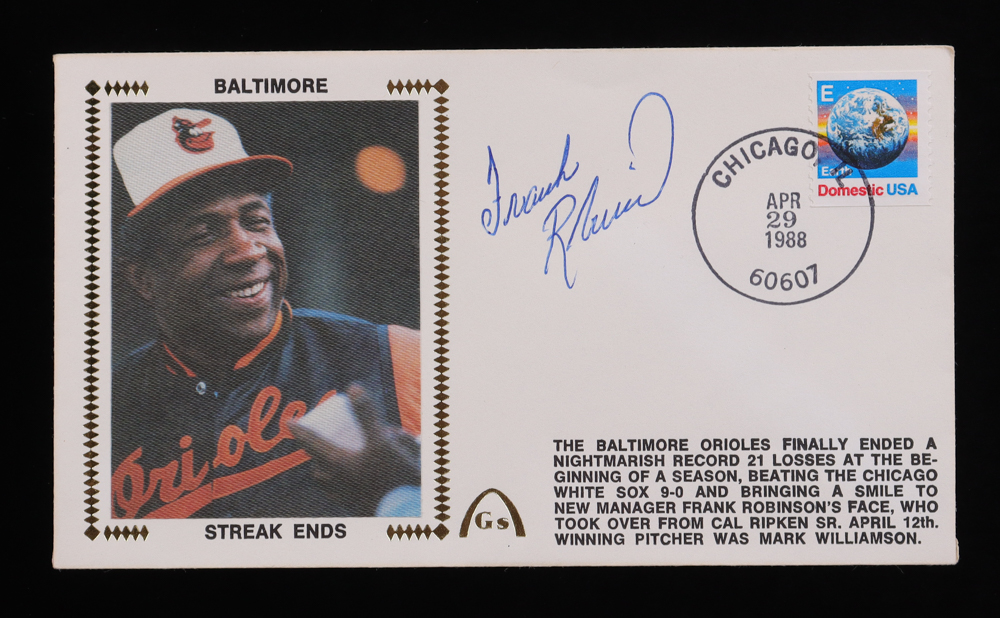 BALTIMORE
Orioles
STREAK ENDS
Gs
Frank
Robinson
E
Earth
Domestic USA
CHICAGO, IL
APR
29
1988
60607
THE BALTIMORE ORIOLES FINALLY ENDED A
NIGHTMARISH RECORD 21 LOSSES AT THE BE-
GINNING OF A SEASON, BEATING THE CHICAGO
WHITE SOX 9-0 AND BRINGING A SMILE TO
NEW MANAGER FRANK ROBINSON'S FACE, WHO
TOOK OVER FROM CAL RIPKEN SR. APRIL 12th.
WINNING PITCHER WAS MARK WILLIAMSON.